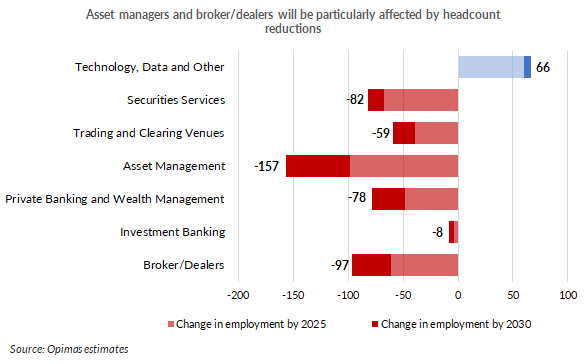 Asset managers and broker/dealers will be particularly affected by headcount
reductions
Technology, Data and Other
66
Securities Services
-82
Trading and Clearing Venues
-59
Asset Management
-157
Private Banking and Wealth Management
-78
Investment Banking
-8
Broker/Dealers
-97
-200 -150 -100 -50 0 50 100
Change in employment by 2025 Change in employment by 2030
Source: Opimas estimates